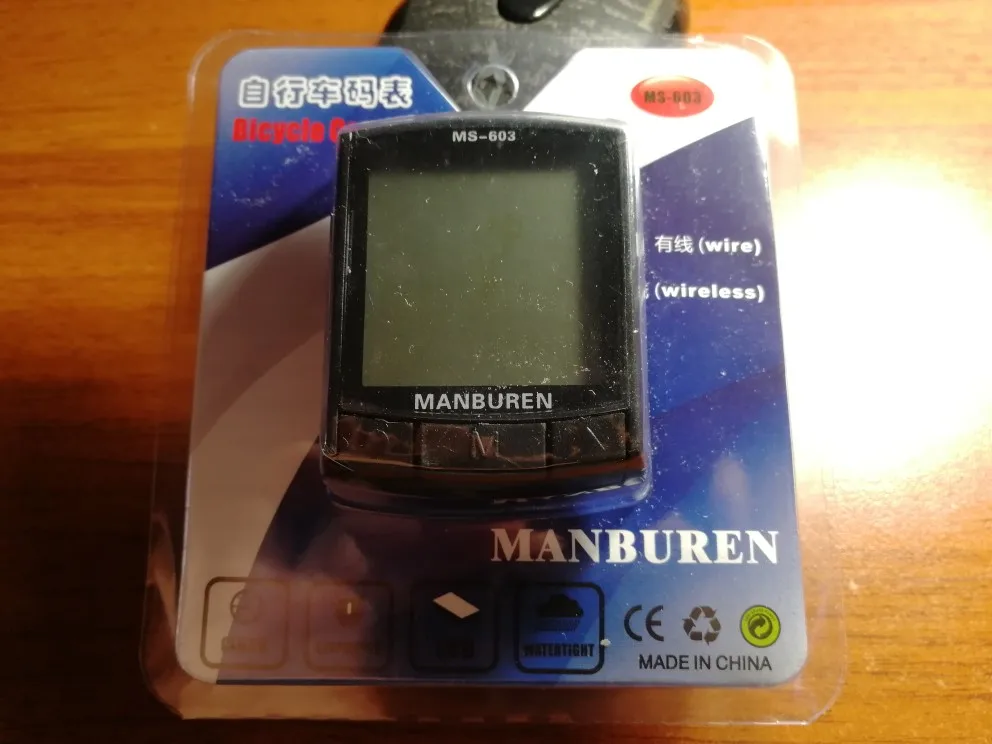 自行车码表
MS-603
Bicycle
MS-603
有线 (wire)
(wireless)
MANBUREN
M
MANBUREN
WATERTIGHT
CE
MADE IN CHINA